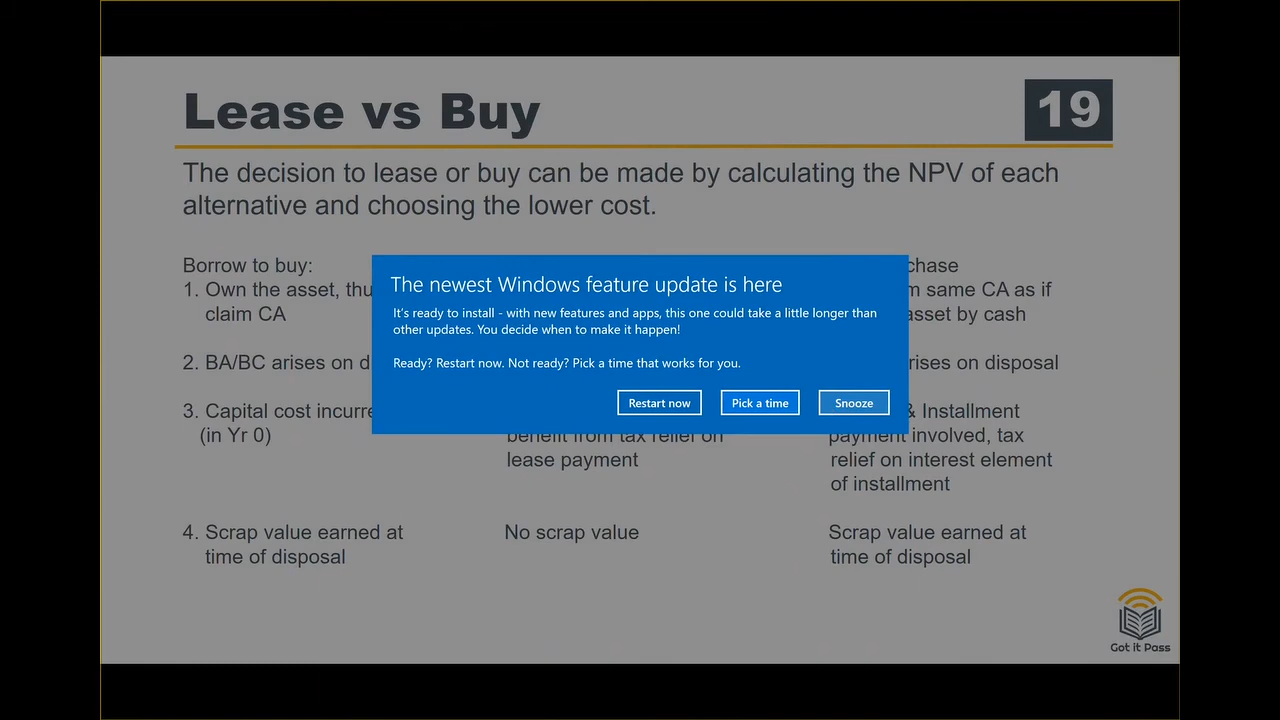 Lease vs Buy
19
The decision to lease or buy can be made by calculating the NPV of each
alternative and choosing the lower cost.
Borrow to buy:
1. Own the asset, thu
claim CA
2. BA/BC arises on d
3. Capital cost incurre
(in Yr 0)
4. Scrap value earned at
time of disposal
benefit from tax relief on
lease payment
No scrap value
chase
m same CA as if
asset by cash
rises on disposal
& Installment
payment involved, tax
relief on interest element
of installment
Scrap value earned at
time of disposal
The newest Windows feature update is here
It's ready to install - with new features and apps, this one could take a little longer than
other updates. You decide when to make it happen!
Ready? Restart now. Not ready? Pick a time that works for you.
Restart now
Pick a time
Snooze
Got it Pass